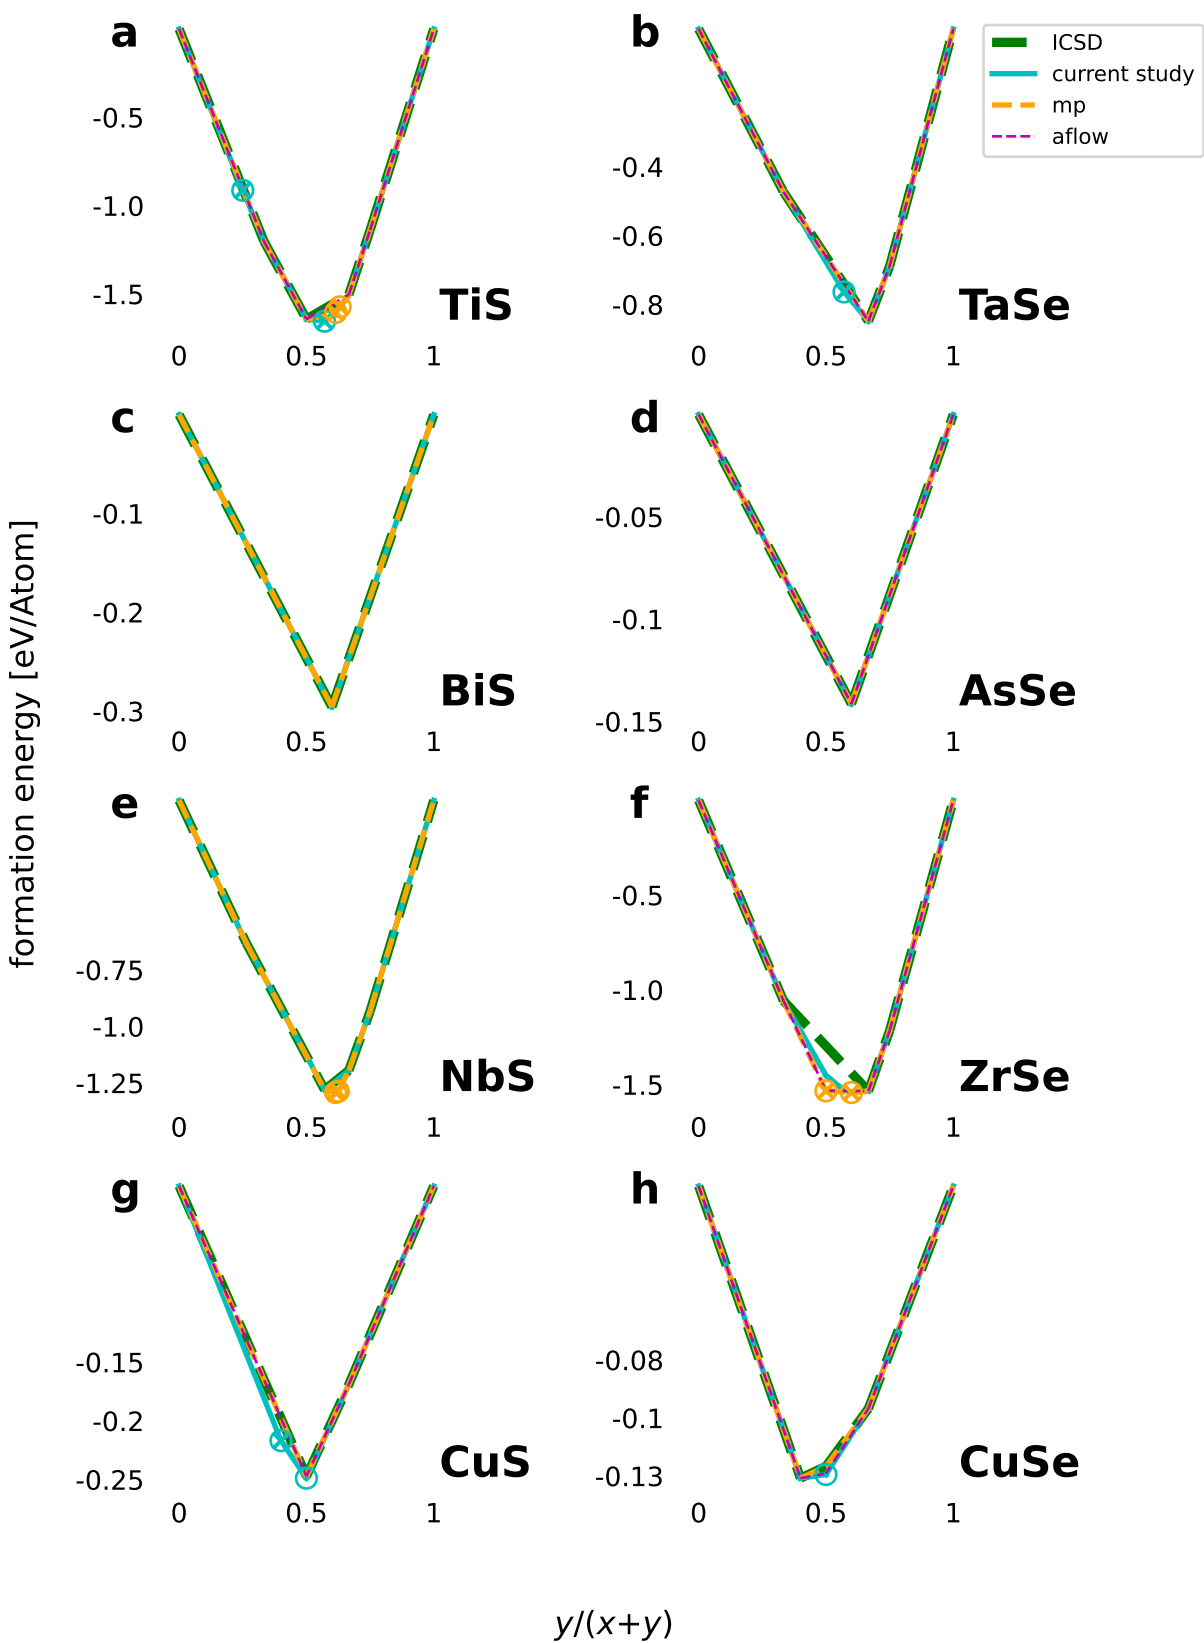 a
-0.5
-1.0
-1.5
TiS
0 0.5 1
b
ICSD
current study
mp
aflow
-0.4
-0.6
-0.8
TaSe
0 0.5 1
c
-0.1
-0.2
-0.3
BiS
0 0.5 1
d
-0.05
-0.1
-0.15
AsSe
0 0.5 1
formation energy [eV/Atom]
e
-0.75
-1.0
-1.25
NbS
0 0.5 1
f
-0.5
-1.0
-1.5
ZrSe
0 0.5 1
g
-0.15
-0.2
-0.25
CuS
0 0.5 1
h
-0.08
-0.1
-0.13
CuSe
0 0.5 1
y/(x+y)